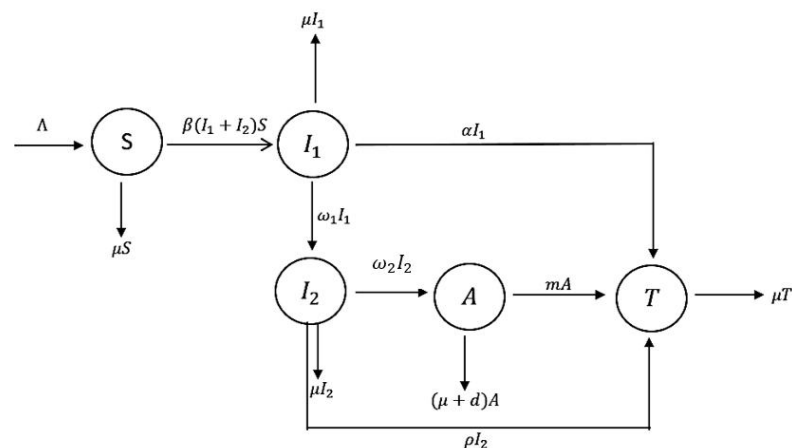 μI₁
Λ
S
β(I₁ + I₂)S
I₁
αI₁
μS
ω₁I₁
I₂
ω₂I₂
A
mA
T
μT
μI₂
(μ + d)A
ρI₂